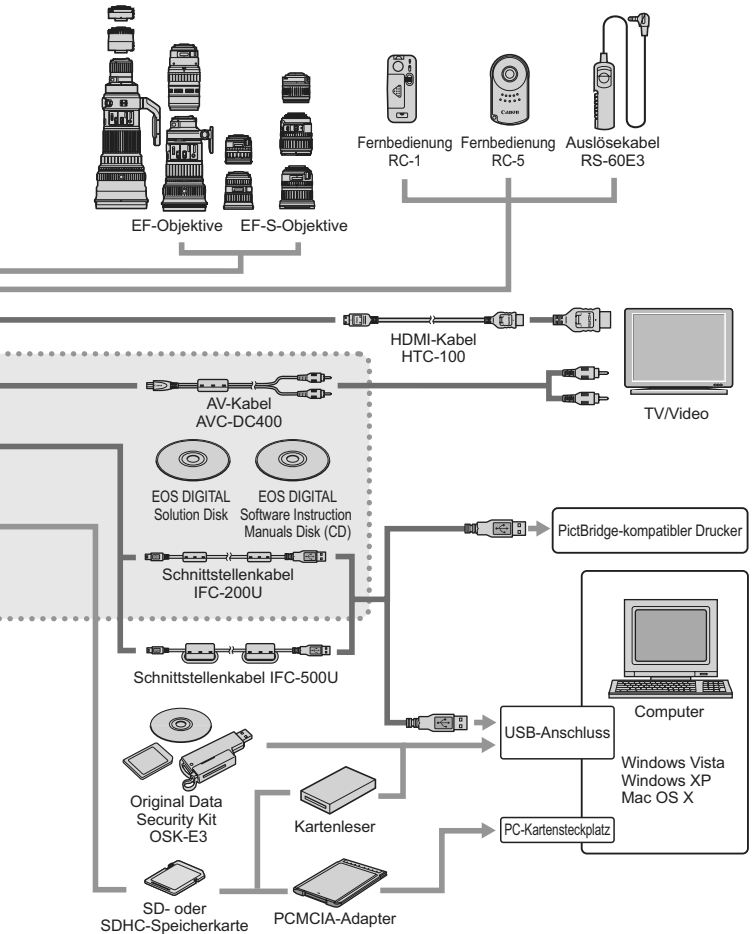 Canon
Fernbedienung
RC-1
Fernbedienung
RC-5
Auslösekabel
RS-60E3
EF-Objektive
EF-S-Objektive
HDMI-Kabel
HTC-100
AV-Kabel
AVC-DC400
TV/Video
EOS DIGITAL
Solution Disk
EOS DIGITAL
Software Instruction
Manuals Disk (CD)
PictBridge-kompatibler Drucker
Schnittstellenkabel
IFC-200U
Schnittstellenkabel IFC-500U
Computer
USB-Anschluss
Windows Vista
Windows XP
Mac OS X
Original Data
Security Kit
OSK-E3
Kartenleser
PC-Kartensteckplatz
SD- oder
SDHC-Speicherkarte
PCMCIA-Adapter